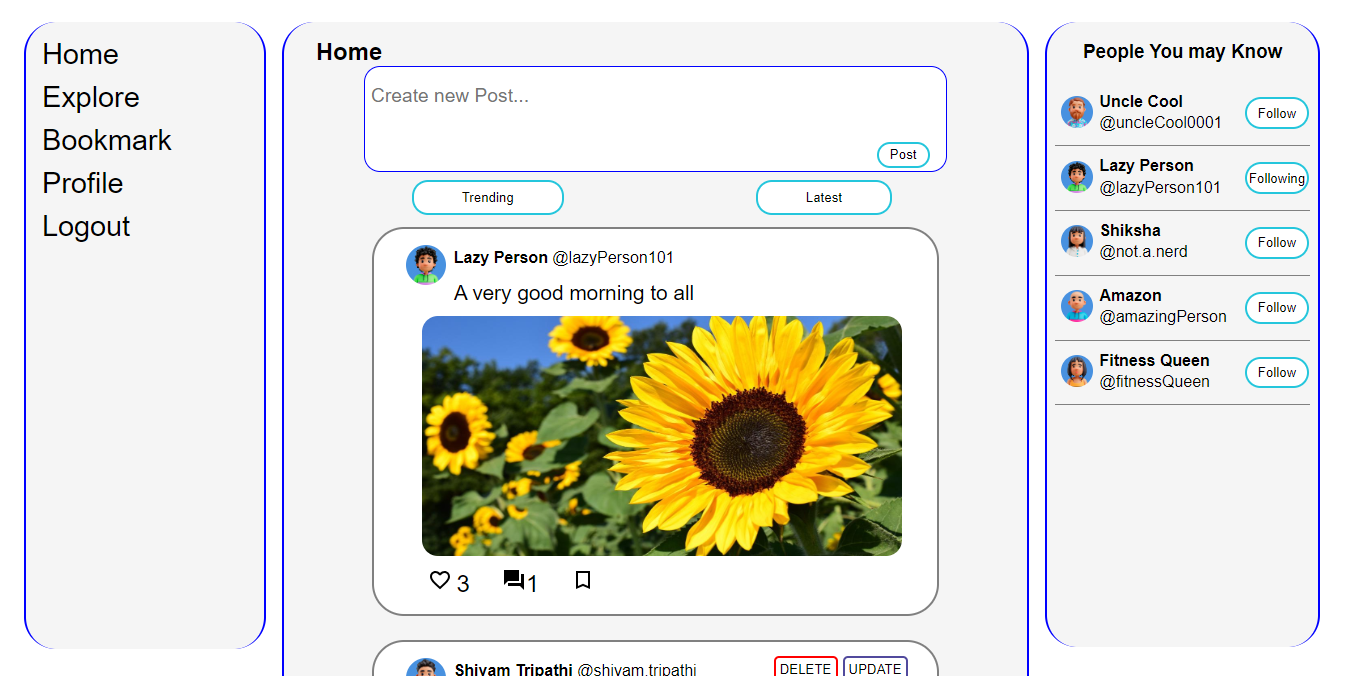 Home
Explore
Bookmark
Profile
Logout
Home
Create new Post...
Post
Trending
Latest
Lazy Person @lazyPerson101
A very good morning to all
3
1
Shivam Tripathi @shivam.tripathi
DELETE
UPDATE
People You may Know
Uncle Cool
@uncleCool0001
Follow
Lazy Person
@lazyPerson101
Following
Shiksha
@not.a.nerd
Follow
Amazon
@amazingPerson
Follow
Fitness Queen
@fitnessQueen
Follow